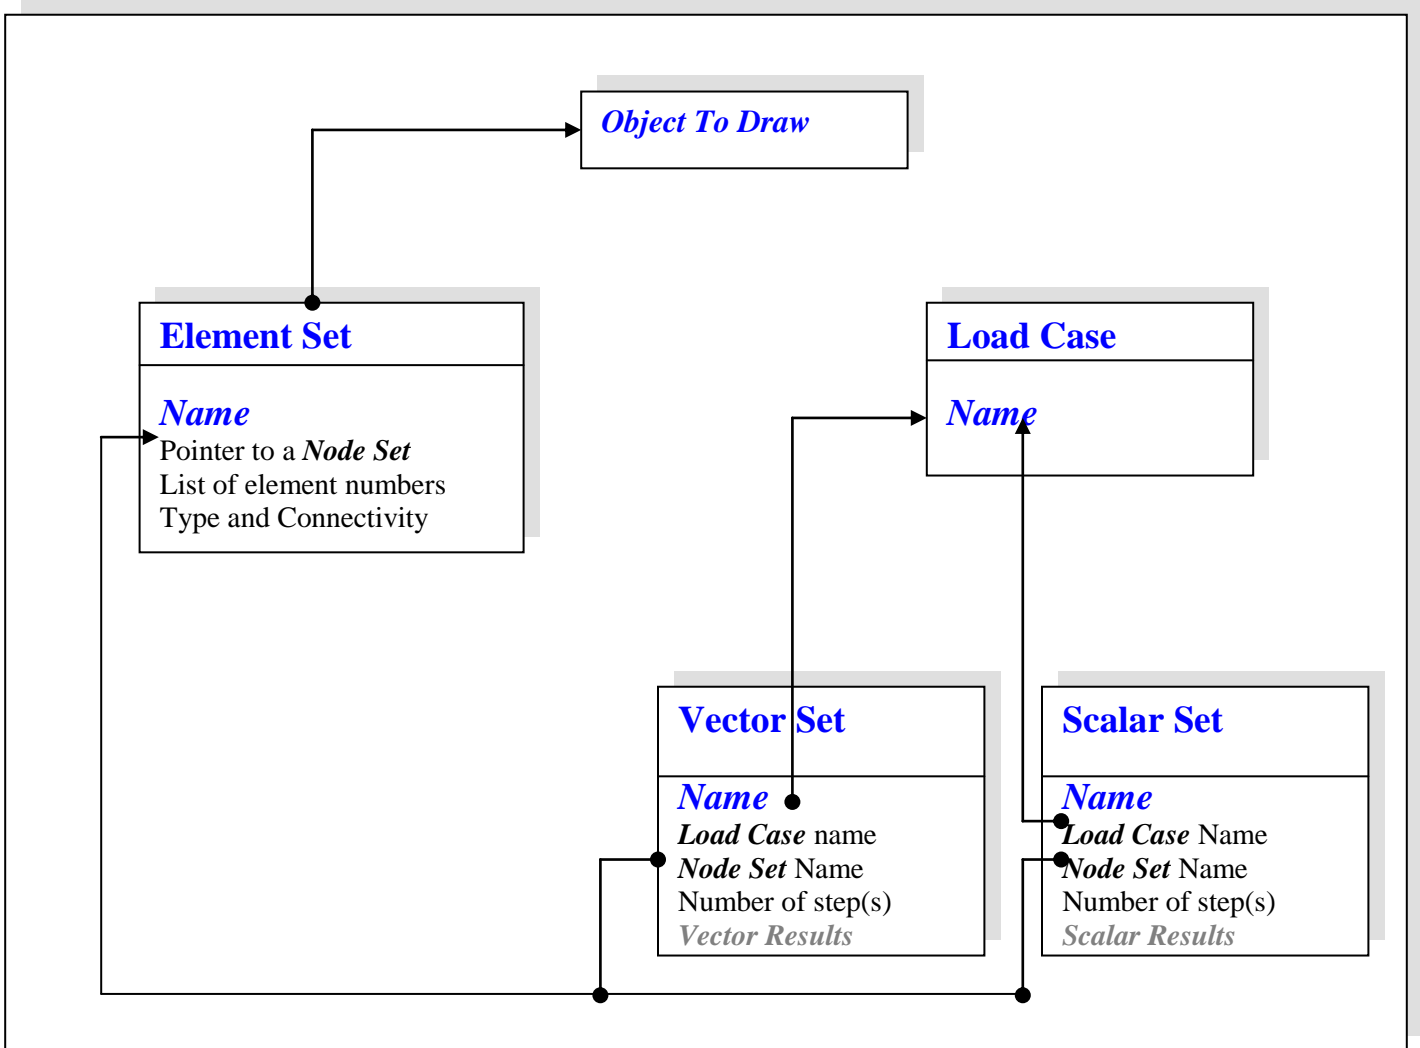 Object To Draw
Element Set
Name
Pointer to a Node Set
List of element numbers
Type and Connectivity
Load Case
Name
Vector Set
Name
Load Case name
Node Set Name
Number of step(s)
Vector Results
Scalar Set
Name
Load Case Name
Node Set Name
Number of step(s)
Scalar Results